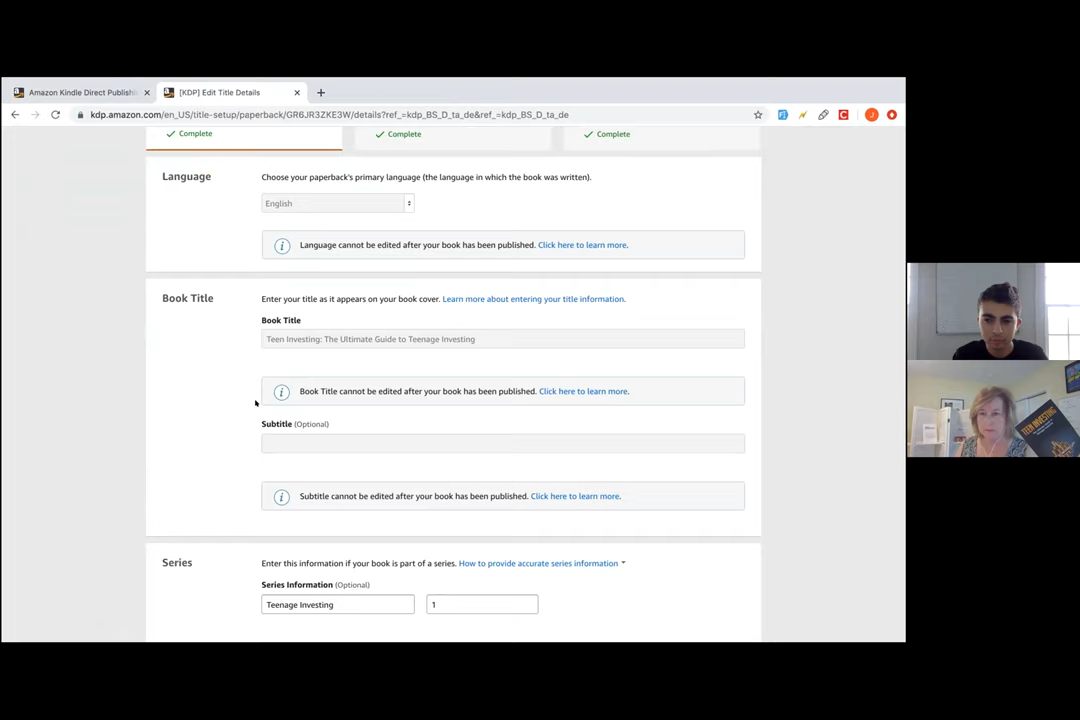 Amazon Kindle Direct Publishi
[KDP] Edit Title Details
kdp.amazon.com/en_US/title-setup/paperback/GR6JR3ZKE3W/details?ref_=kdp_BS_D_ta_de&ref_=kdp_BS_D_ta_de
J
Complete
Complete
Complete
Language
Choose your paperback's primary language (the language in which the book was written).
English
Language cannot be edited after your book has been published. Click here to learn more.
Book Title
Enter your title as it appears on your book cover. Learn more about entering your title information.
Book Title
Teen Investing: The Ultimate Guide to Teenage Investing
Book Title cannot be edited after your book has been published. Click here to learn more.
Subtitle (Optional)
Subtitle cannot be edited after your book has been published. Click here to learn more.
Series
Enter this information if your book is part of a series. How to provide accurate series information
Series Information (Optional)
Teenage Investing
1
TEEN INVESTING